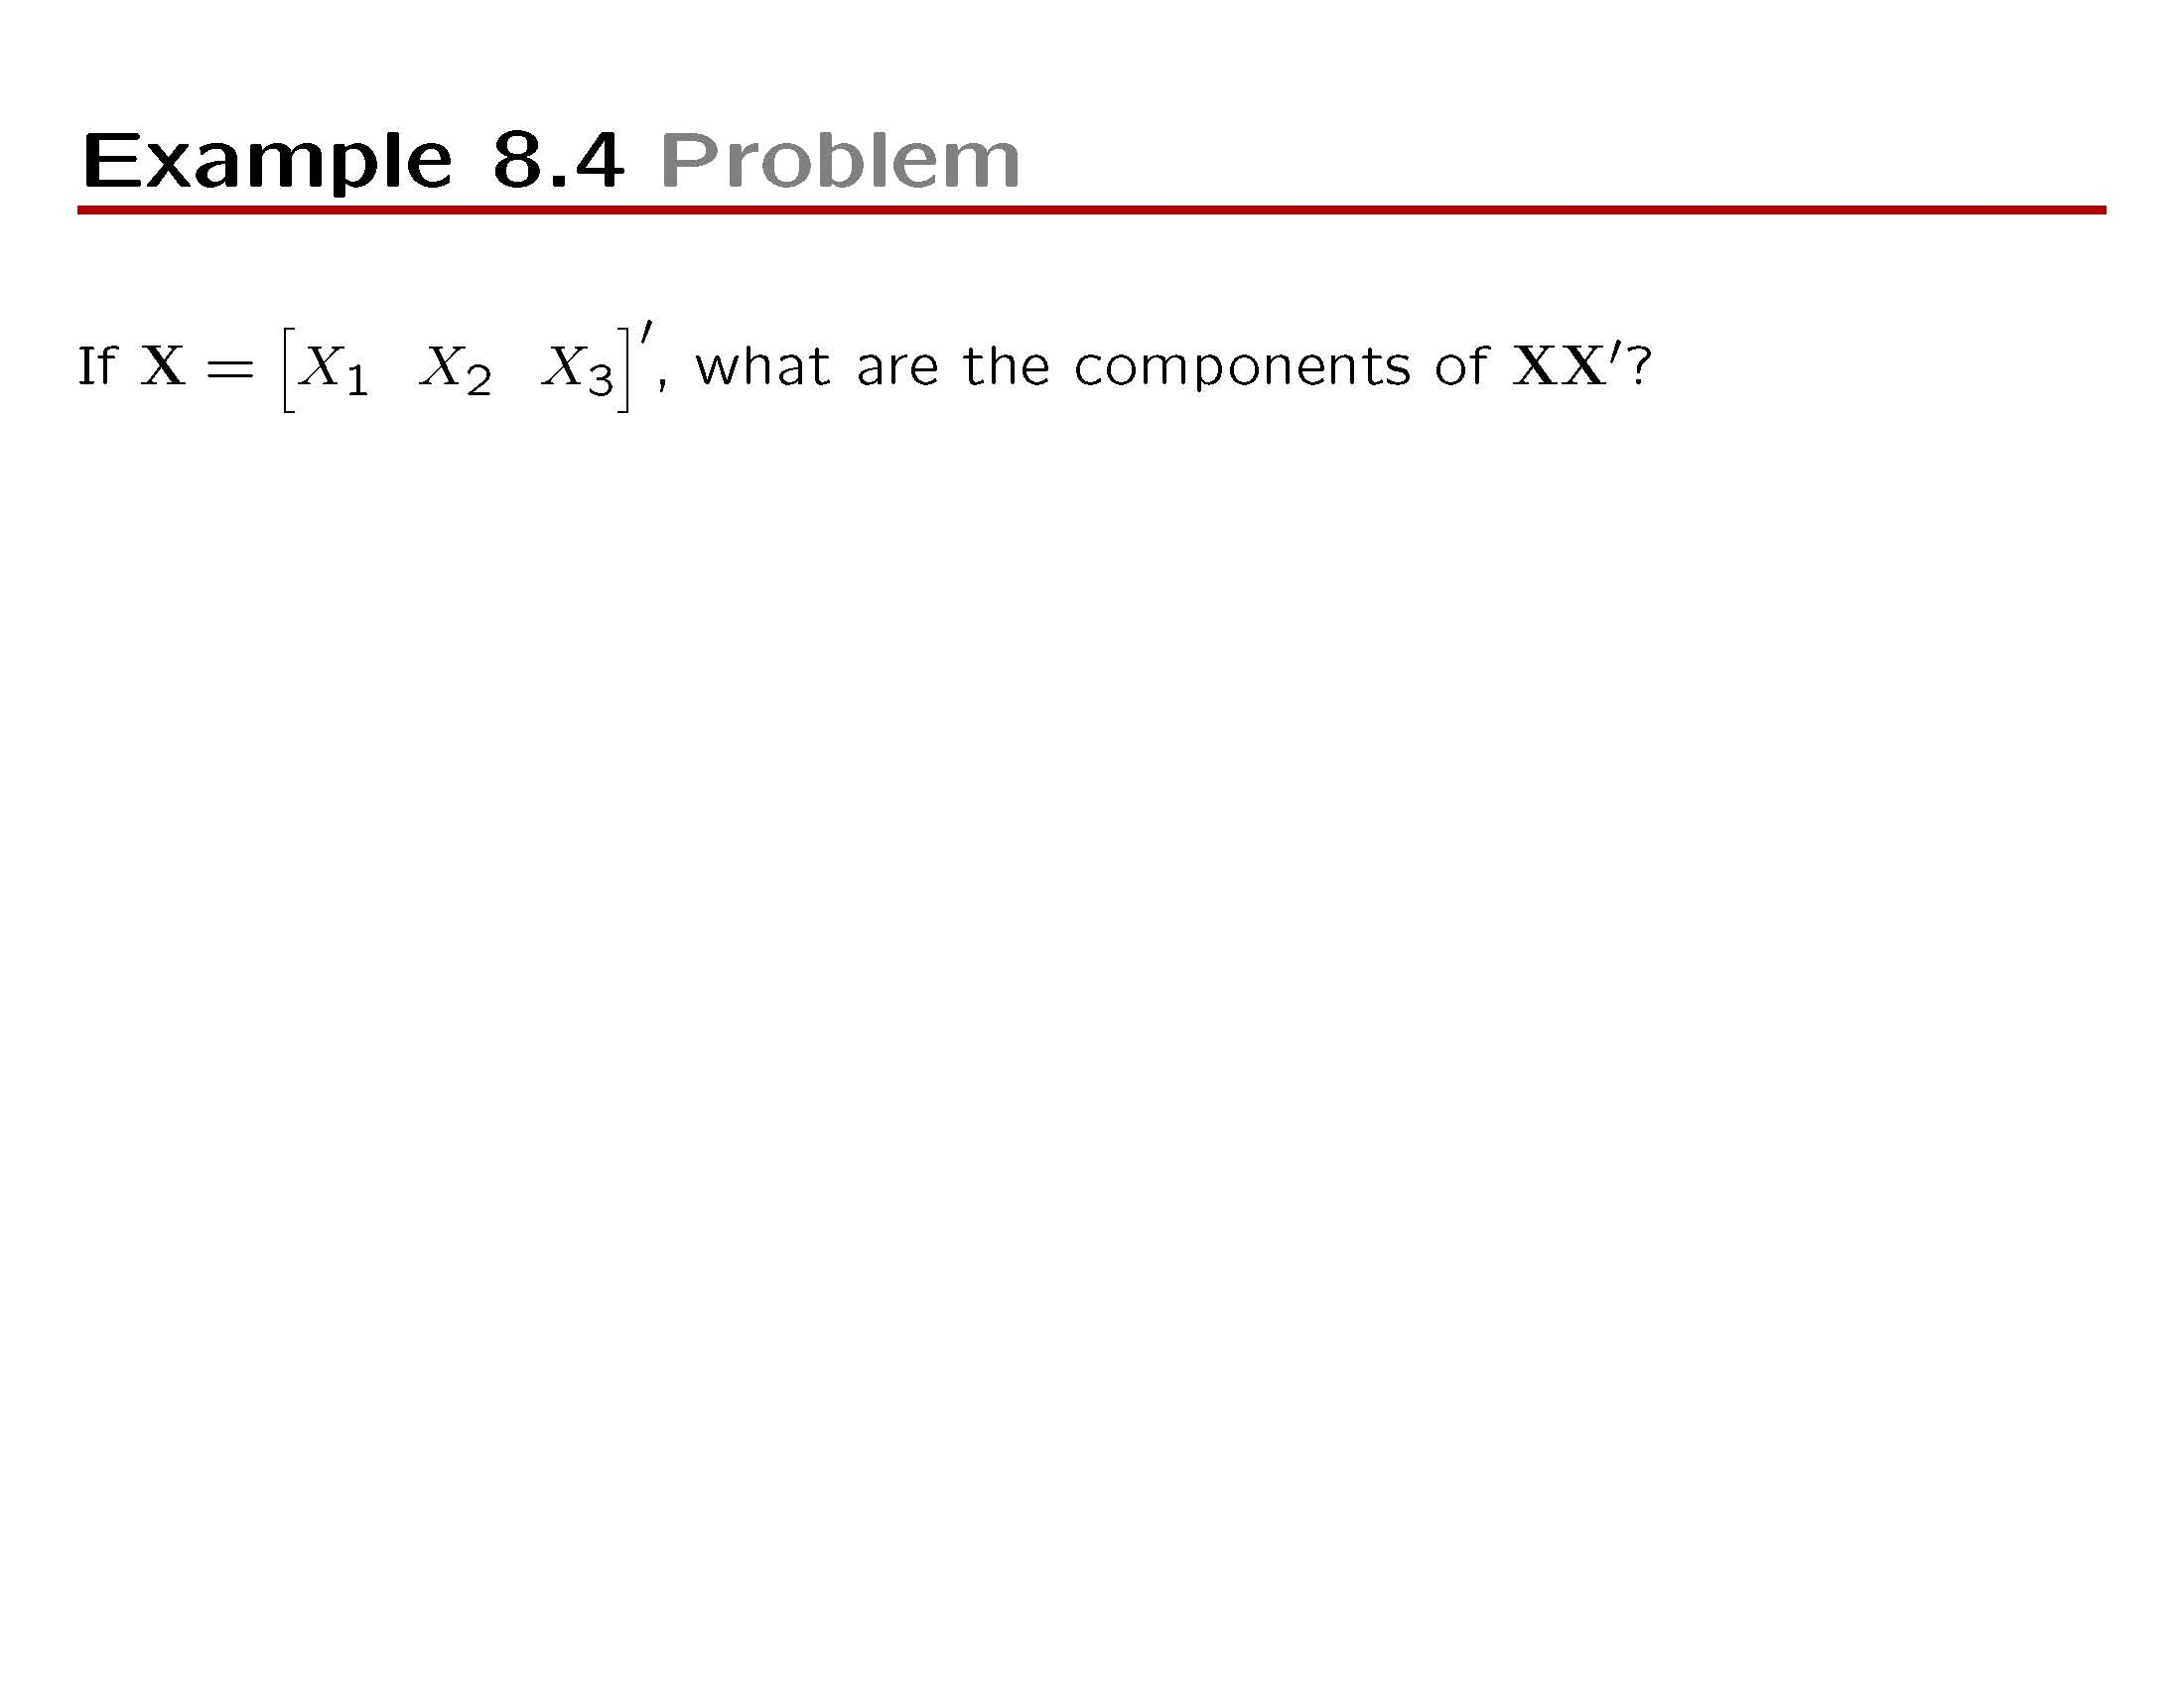 Example 8.4 Problem
If X = [X₁ X₂ X₃]′, what are the components of XX′?